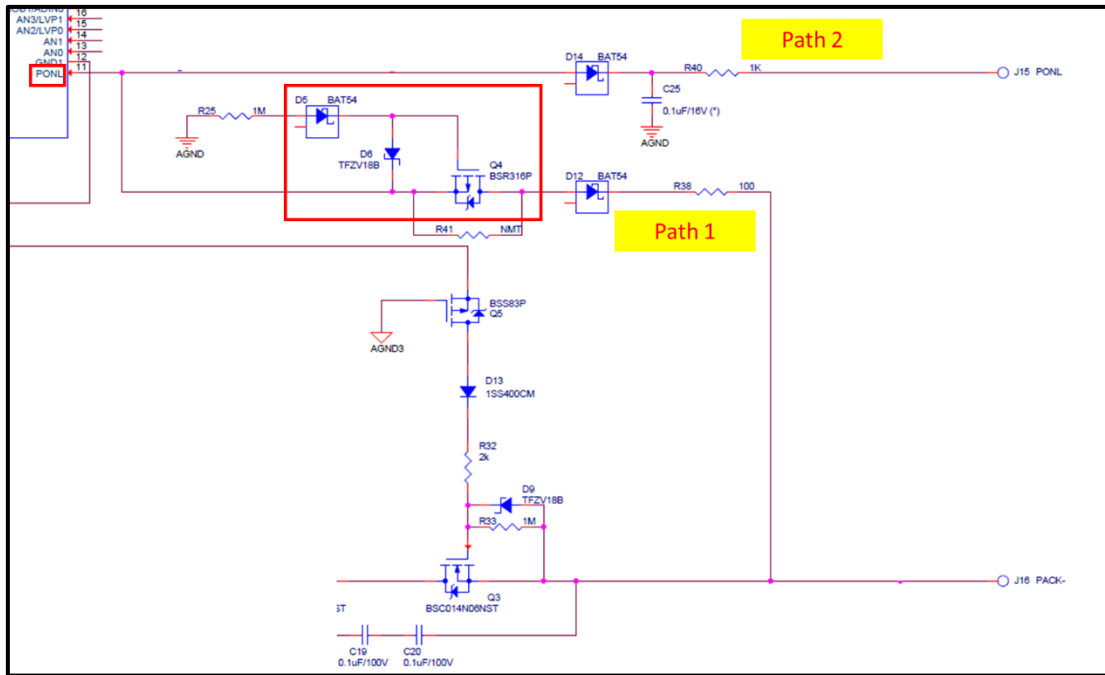 OD1/ADIN0
AN3/LVP1 16
AN2/LVP0 15
AN1 14
AN0 13
GND1 12
PONL 11
Path 2
D14 BAT54
R40 1K
J15 PONL
C25
0.1uF/16V (*)
AGND
D5 BAT54
R25 1M
AGND
D6
TFZV18B
Q4
BSR316P
D12 BAT54
R38 100
R41 NMT
Path 1
BSS83P
Q5
AGND3
D13
1SS400CM
R32
2k
D9
TFZV18B
R33 1M
J16 PACK-
Q3
BSC014N06NST
ST
C19
0.1uF/100V
C20
0.1uF/100V